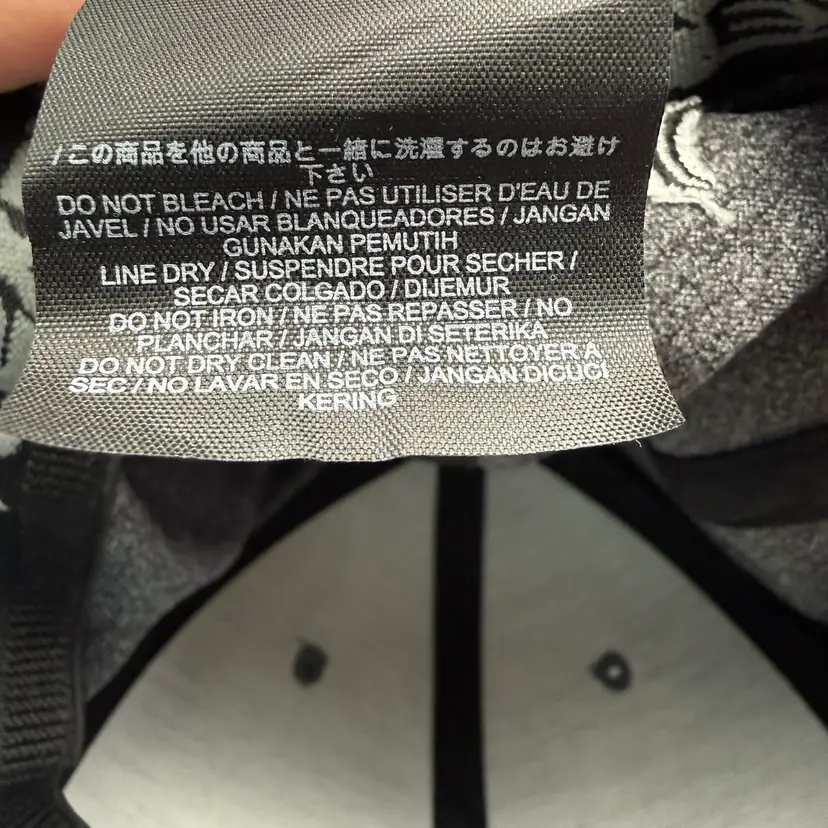 /この商品を他の商品と一緒に洗濯するのはお避け
下さい
DO NOT BLEACH / NE PAS UTILISER D'EAU DE
JAVEL / NO USAR BLANQUEADORES / JANGAN
GUNAKAN PEMUTIH
LINE DRY / SUSPENDRE POUR SECHER /
SECAR COLGADO / DIJEMUR
DO NOT IRON / NE PAS REPASSER / NO
PLANCHAR / JANGAN DI SETERIKA
DO NOT DRY CLEAN / NE PAS NETTOYER A
SEC / NO LAVAR EN SECO / JANGAN DICUCI
KERING